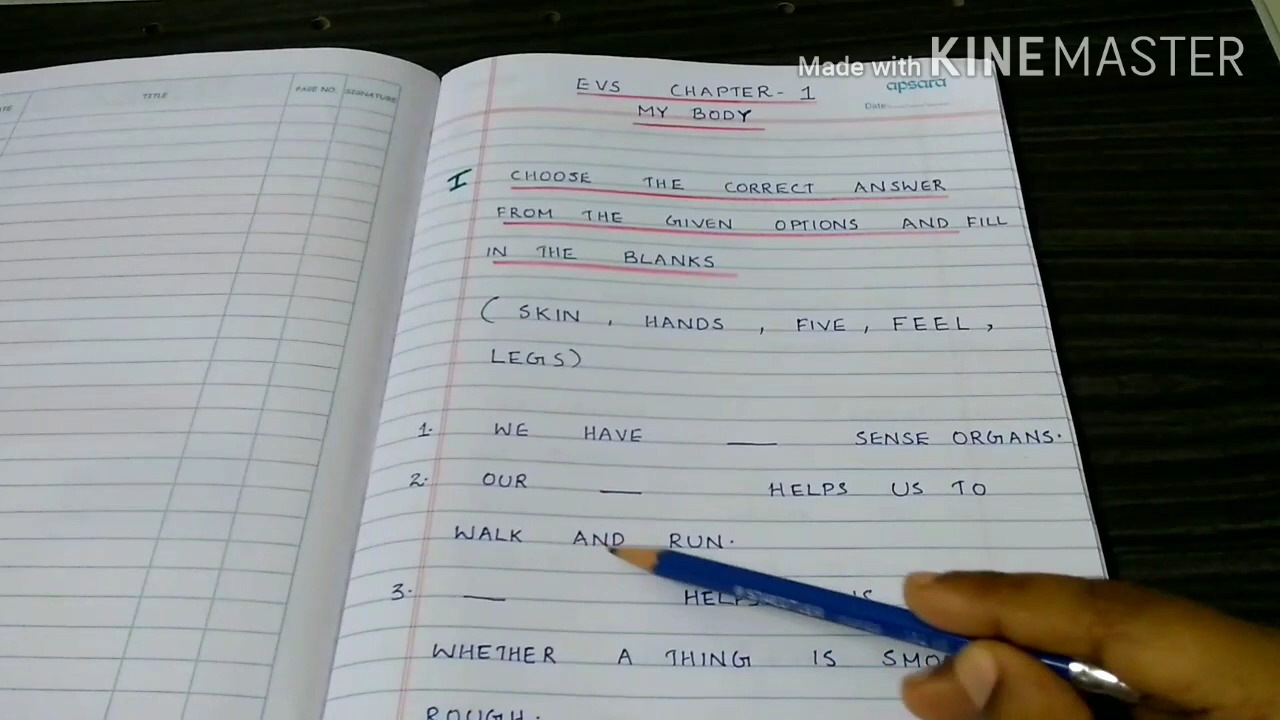 Made with KINEMASTER
TITLE
PAGE NO.
SIGNATURE
apsara
Date
EVS CHAPTER- 1
MY BODY
I CHOOSE THE CORRECT ANSWER
FROM THE GIVEN OPTIONS AND FILL
IN THE BLANKS
( SKIN , HANDS , FIVE , FEEL ,
LEGS )
1. WE HAVE ___ SENSE ORGANS.
2. OUR ___ HELPS US TO
WALK AND RUN.
3. ___ HELPS
WHETHER A THING IS
ROUGH.